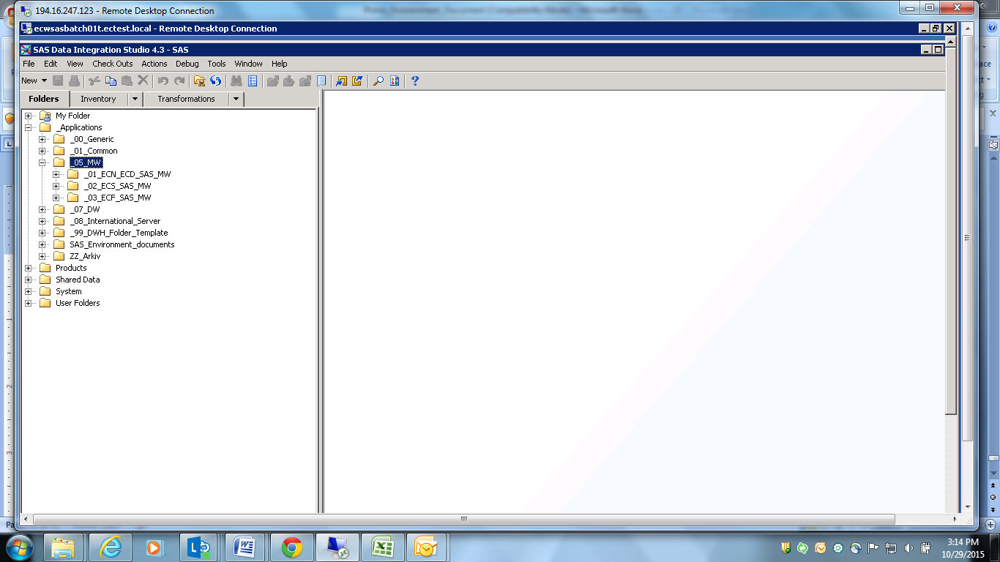 194.16.247.123 - Remote Desktop Connection
ecwsasbatch01t.ectest.local - Remote Desktop Connection
SAS Data Integration Studio 4.3 - SAS
File Edit View Check Outs Actions Debug Tools Window Help
New
Folders Inventory Transformations
My Folder
_Applications
_00_Generic
_01_Common
_05_MW
_01_ECN_ECD_SAS_MW
_02_ECS_SAS_MW
_03_ECF_SAS_MW
_07_DW
_08_International_Server
_99_DWH_Folder_Template
SAS_Environment_documents
ZZ_Arkiv
Products
Shared Data
System
User Folders
3:14 PM
10/29/2015